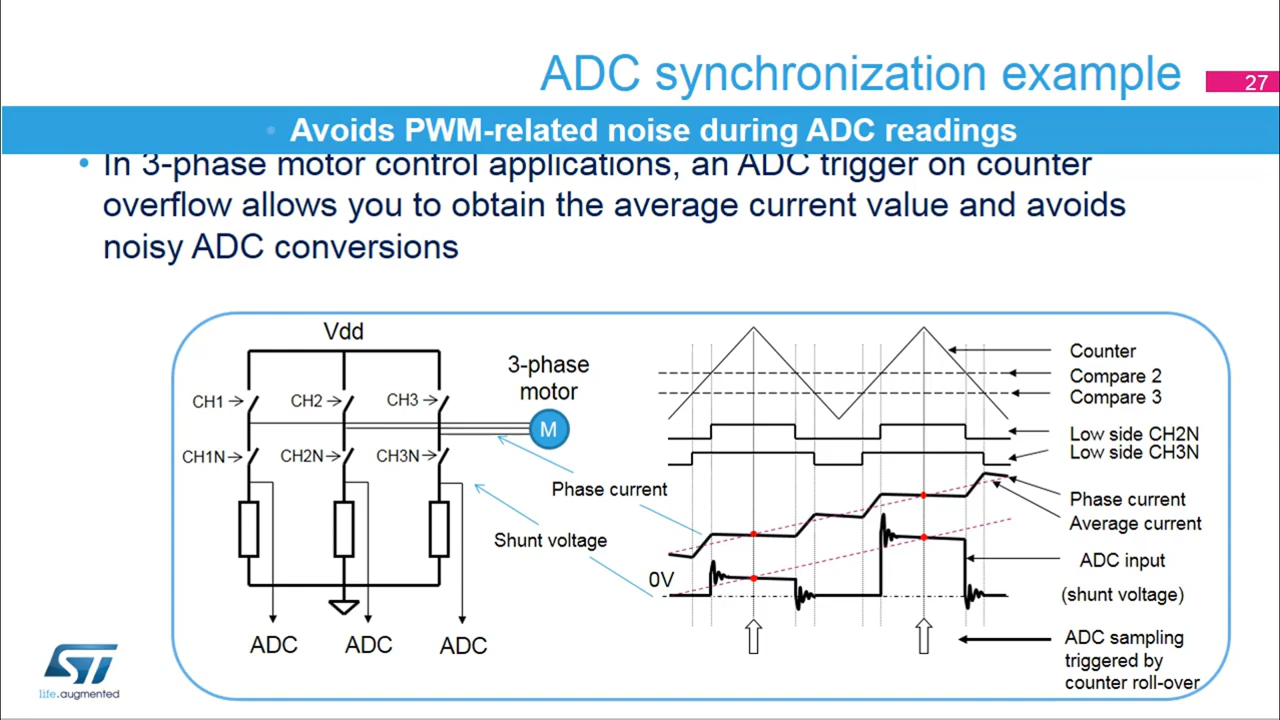 ADC synchronization example
27
• Avoids PWM-related noise during ADC readings
• In 3-phase motor control applications, an ADC trigger on counter
overflow allows you to obtain the average current value and avoids
noisy ADC conversions
Vdd
3-phase
motor
CH1
CH2
CH3
M
CH1N
CH2N
CH3N
Phase current
Shunt voltage
ADC
ADC
ADC
Counter
Compare 2
Compare 3
Low side CH2N
Low side CH3N
Phase current
Average current
ADC input
(shunt voltage)
0V
ADC sampling
triggered by
counter roll-over
ST
life.augmented